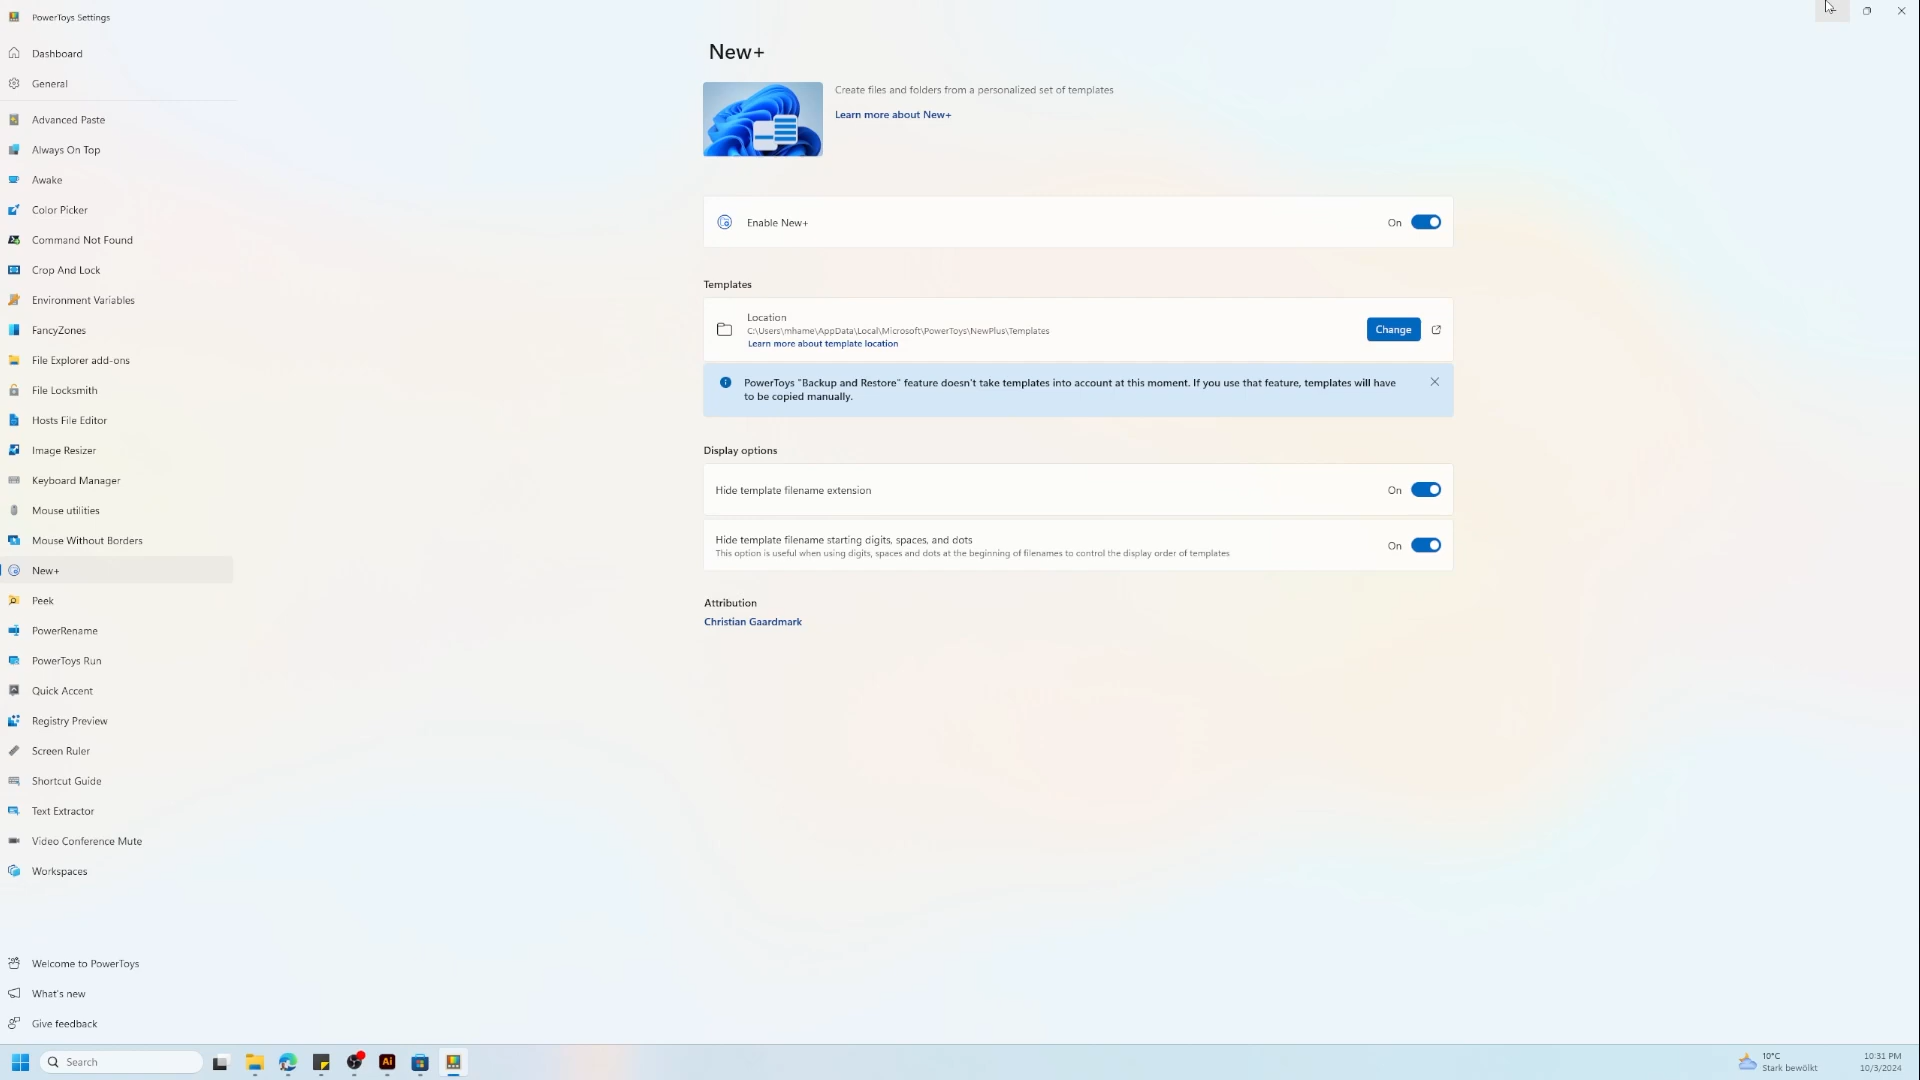 PowerToys Settings
Dashboard
General
Advanced Paste
Always On Top
Awake
Color Picker
Command Not Found
Crop And Lock
Environment Variables
FancyZones
File Explorer add-ons
File Locksmith
Hosts File Editor
Image Resizer
Keyboard Manager
Mouse utilities
Mouse Without Borders
New+
Peek
PowerRename
PowerToys Run
Quick Accent
Registry Preview
Screen Ruler
Shortcut Guide
Text Extractor
Video Conference Mute
Workspaces
Welcome to PowerToys
What's new
Give feedback
New+
Create files and folders from a personalized set of templates
Learn more about New+
Enable New+
On
Templates
Location
C:\Users\mhame\AppData\Local\Microsoft\PowerToys\NewPlus\Templates
Learn more about template location
Change
PowerToys "Backup and Restore" feature doesn't take templates into account at this moment. If you use that feature, templates will have
to be copied manually.
Display options
Hide template filename extension
On
Hide template filename starting digits, spaces, and dots
This option is useful when using digits, spaces and dots at the beginning of filenames to control the display order of templates
On
Attribution
Christian Gaardmark
Search
Ai
10°C
Stark bewölkt
10:31 PM
10/3/2024